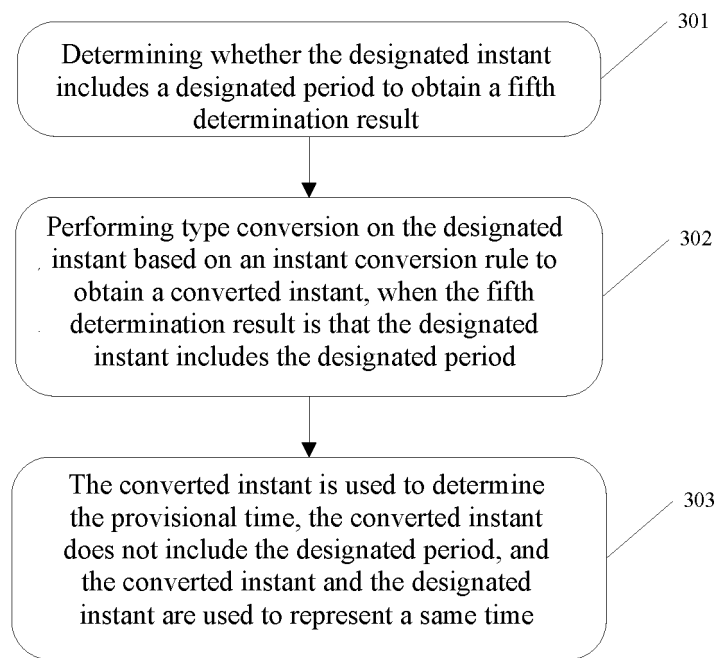 301
Determining whether the designated instant
includes a designated period to obtain a fifth
determination result
302
Performing type conversion on the designated
instant based on an instant conversion rule to
obtain a converted instant, when the fifth
determination result is that the designated
instant includes the designated period
303
The converted instant is used to determine
the provisional time, the converted instant
does not include the designated period, and
the converted instant and the designated
instant are used to represent a same time